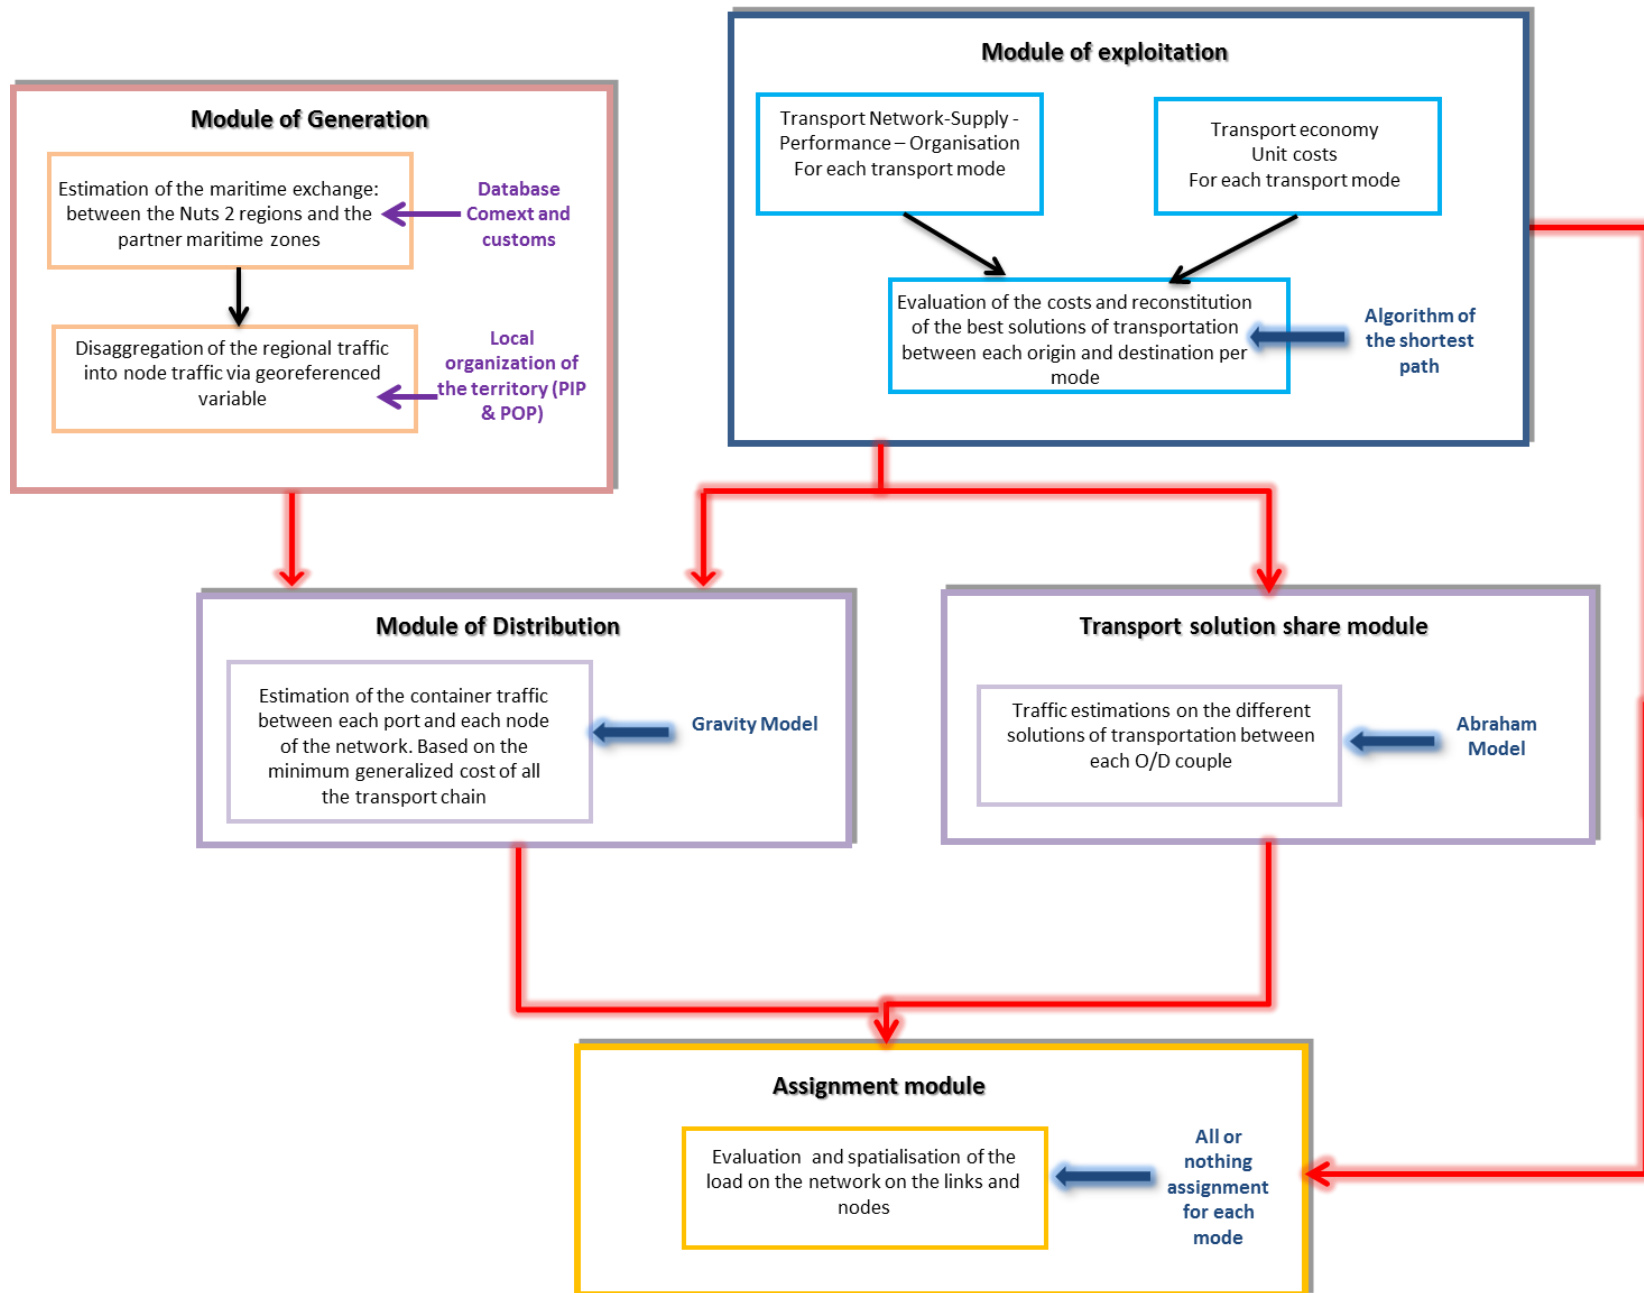 Module of Generation
Estimation of the maritime exchange:
between the Nuts 2 regions and the
partner maritime zones
Database
Comext and
customs
Disaggregation of the regional traffic
into node traffic via georeferenced
variable
Local
organization of
the territory (PIP
& POP)
Module of exploitation
Transport Network-Supply -
Performance – Organisation
For each transport mode
Transport economy
Unit costs
For each transport mode
Evaluation of the costs and reconstitution
of the best solutions of transportation
between each origin and destination per
mode
Algorithm of
the shortest
path
Module of Distribution
Estimation of the container traffic
between each port and each node
of the network. Based on the
minimum generalized cost of all
the transport chain
Gravity Model
Transport solution share module
Traffic estimations on the different
solutions of transportation between
each O/D couple
Abraham
Model
Assignment module
Evaluation  and spatialisation of the
load on the network on the links and
nodes
All or
nothing
assignment
for each
mode